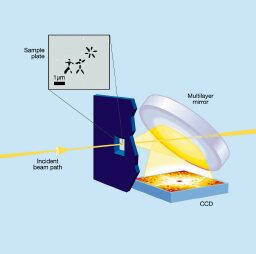 Sample
plate
1μm
Multilayer
mirror
Incident
beam path
CCD